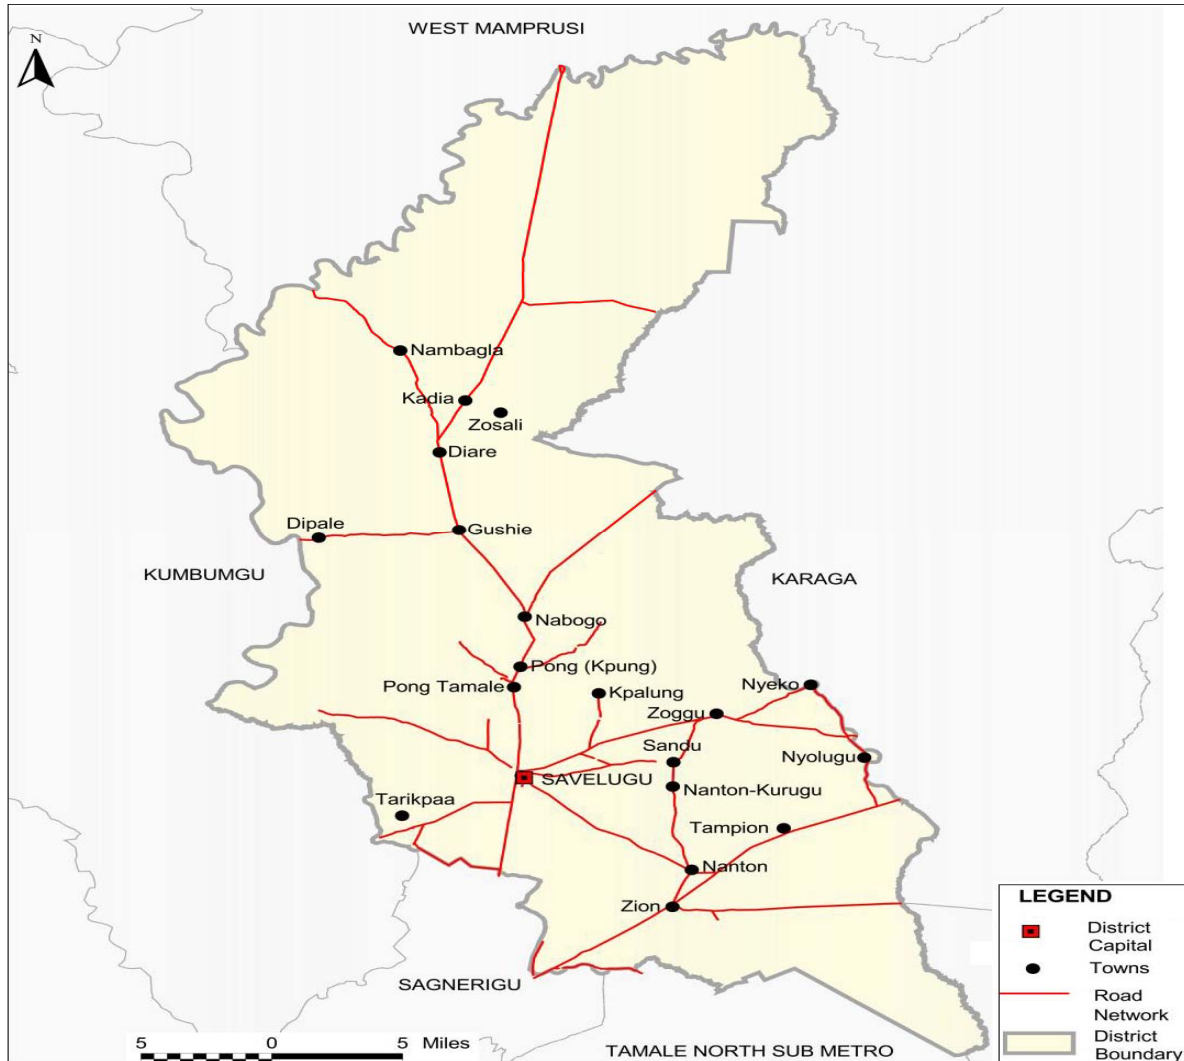 WEST MAMPRUSI
N
Nambagla
Kadia
Zosali
Diare
Dipale
Gushie
KUMBUMGU
KARAGA
Nabogo
Pong (Kpung)
Pong Tamale
Kpalung
Nyeko
Zoggu
Sandu
Nyolugu
SAVELUGU
Nanton-Kurugu
Tarikpaa
Tampion
Nanton
Zion
SAGNERIGU
TAMALE NORTH SUB METRO
5 0 5 Miles
LEGEND
District
Capital
Towns
Road
Network
District
Boundary